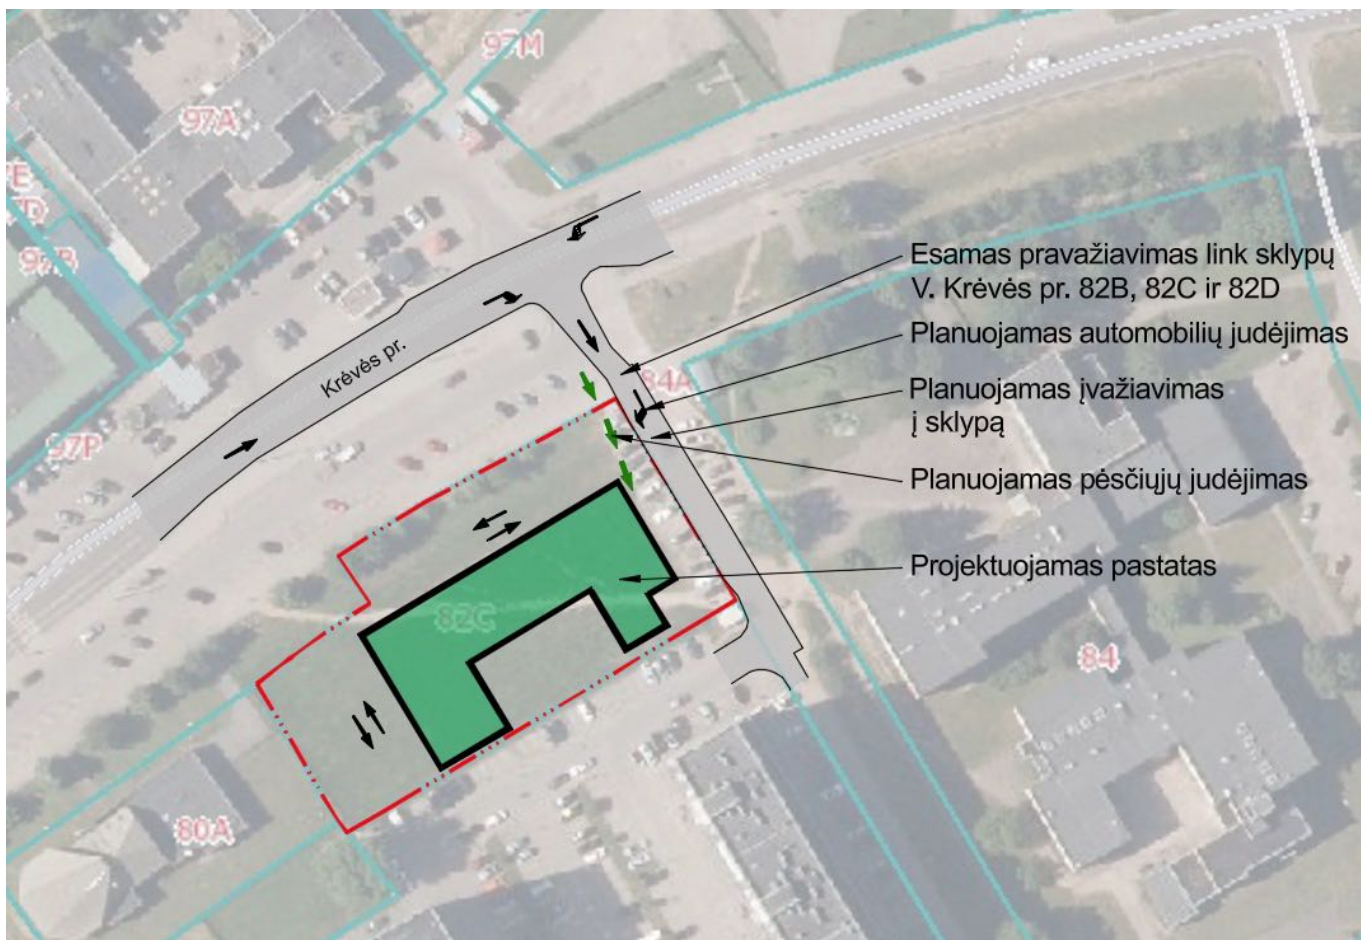 97M
97A
97B
Esamas pravažiavimas link sklypų
V. Krėvės pr. 82B, 82C ir 82D
Planuojamas automobilių judėjimas
Krėvės pr.
84A
Planuojamas įvažiavimas
į sklypą
97P
Planuojamas pėsčiųjų judėjimas
Projektuojamas pastatas
82C
84
80A